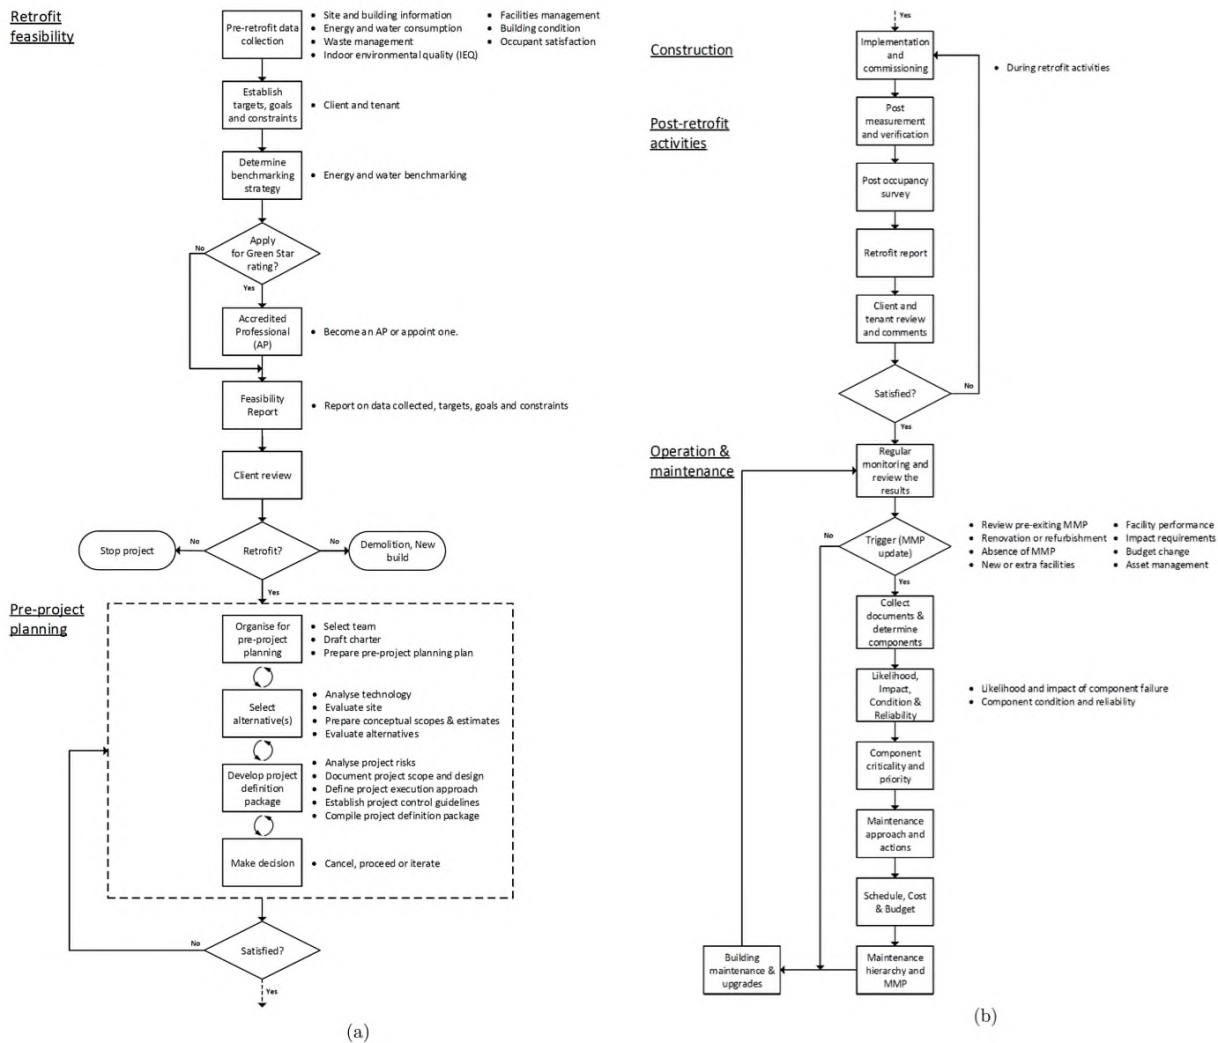 Retrofit
feasibility
Pre-retrofit data
collection
• Site and building information
• Energy and water consumption
• Waste management
• Indoor environmental quality (IEQ)
• Facilities management
• Building condition
• Occupant satisfaction
Establish
targets, goals
and constraints
• Client and tenant
Determine
benchmarking
strategy
• Energy and water benchmarking
Apply
for Green Star
rating?
No
Yes
Accredited
Professional
(AP)
• Become an AP or appoint one.
Feasibility
Report
• Report on data collected, targets, goals and constraints
Client review
Stop project
No
Retrofit?
No
Demolition, New
build
Yes
Pre-project
planning
Organise for
pre-project
planning
• Select team
• Draft charter
• Prepare pre-project planning plan
Select
alternative(s)
• Analyse technology
• Evaluate site
• Prepare conceptual scopes & estimates
• Evaluate alternatives
Develop project
definition
package
• Analyse project risks
• Document project scope and design
• Define project execution approach
• Establish project control guidelines
• Compile project definition package
Make decision
• Cancel, proceed or iterate
No
Satisfied?
Yes
(a)
Yes
Construction
Implementation
and
commissioning
• During retrofit activities
Post-retrofit
activities
Post
measurement
and verification
Post occupancy
survey
Retrofit report
Client and
tenant review
and comments
Satisfied?
No
Yes
Operation &
maintenance
Regular
monitoring and
review the
results
No
Trigger (MMP
update)
• Review pre-exiting MMP
• Renovation or refurbishment
• Absence of MMP
• New or extra facilities
• Facility performance
• Impact requirements
• Budget change
• Asset management
Yes
Collect
documents &
determine
components
Likelihood,
Impact,
Condition &
Reliability
• Likelihood and impact of component failure
• Component condition and reliability
Component
criticality and
priority
Maintenance
approach and
actions
Schedule, Cost
& Budget
Building
maintenance &
upgrades
Maintenance
hierarchy and
MMP
(b)